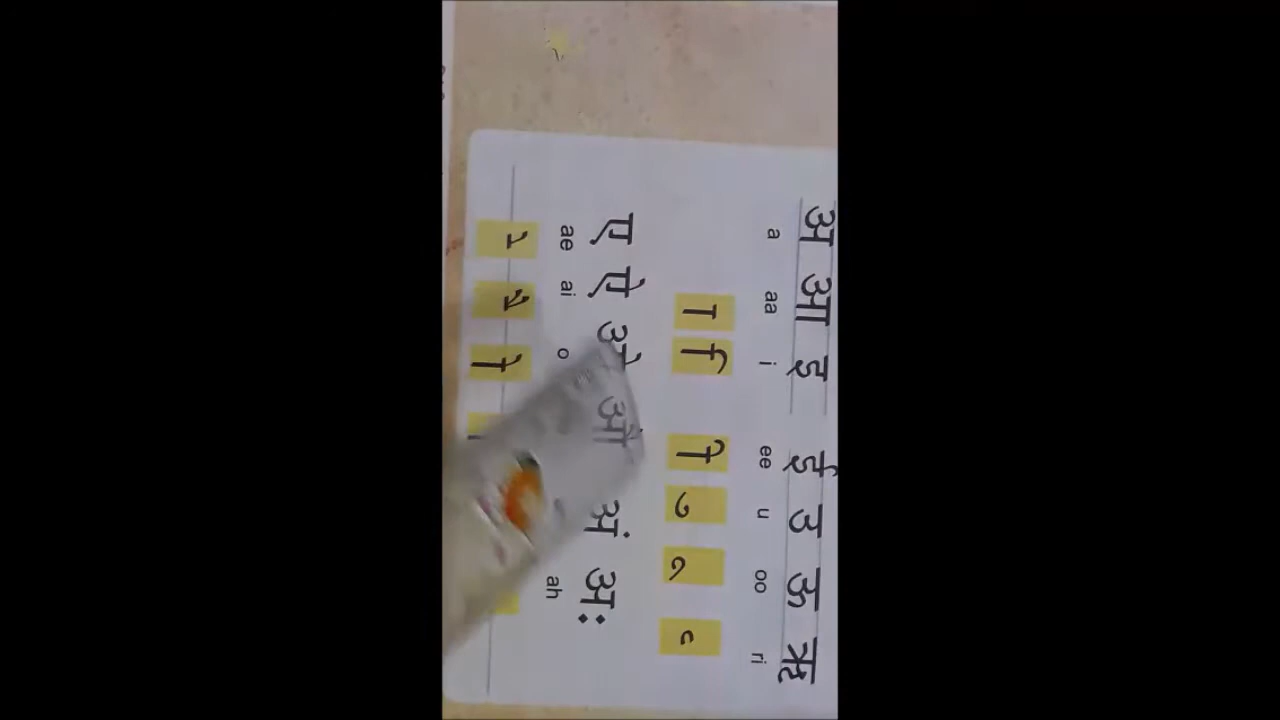 अ आ इ ई उ ऊ ऋ
a aa i ee u oo ri
ा ि ी ु ू ृ
ए ऐ ओ औ अं अः
ae ai o ah
े ै ो